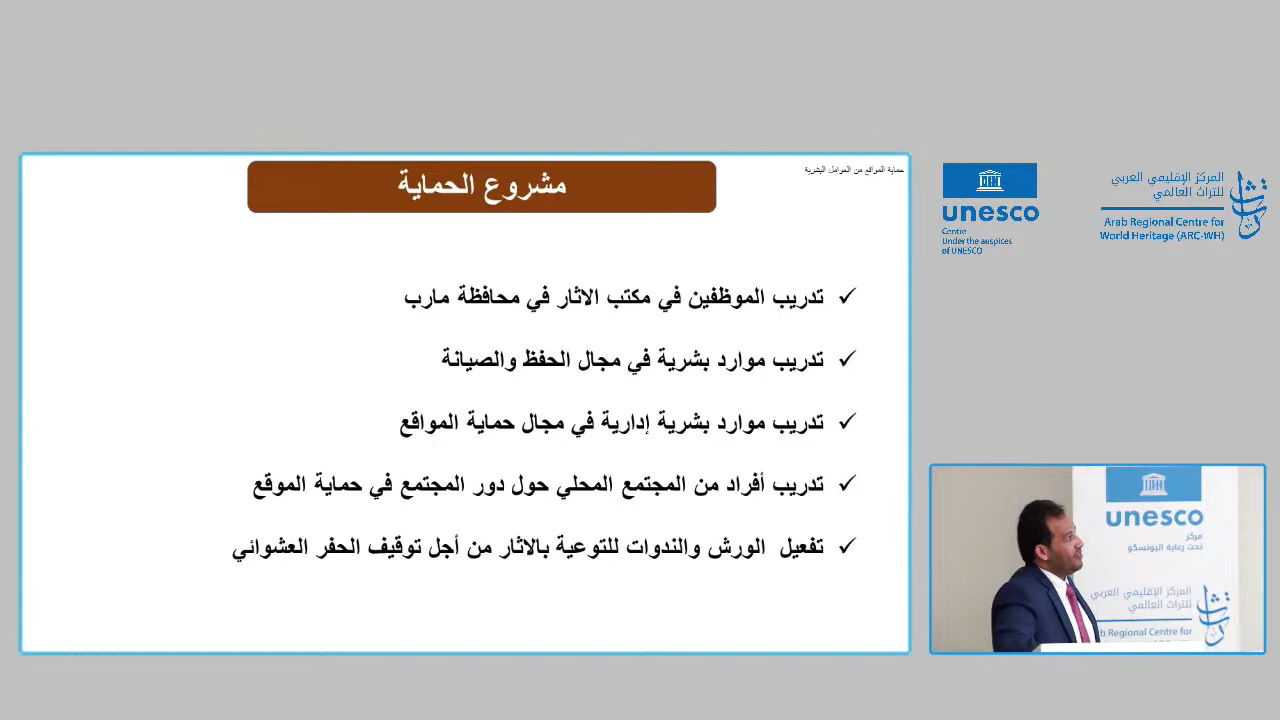 حماية المواقع من العوامل البشرية
مشروع الحماية
✓ تدريب الموظفين في مكتب الاثار في محافظة مارب
✓ تدريب موارد بشرية في مجال الحفظ والصيانة
✓ تدريب موارد بشرية إدارية في مجال حماية المواقع
✓ تدريب أفراد من المجتمع المحلي حول دور المجتمع في حماية الموقع
✓ تفعيل الورش والندوات للتوعية بالاثار من أجل توقيف الحفر العشوائي
unesco
Centre
Under the auspices
of UNESCO
المركز الإقليمي العربي
للتراث العالمي
Arab Regional Centre for
World Heritage (ARC-WH)
unesco
مركز
تحت رعاية اليونسكو
المركز الإقليمي العربي
للتراث العالمي
b Regional Centre for